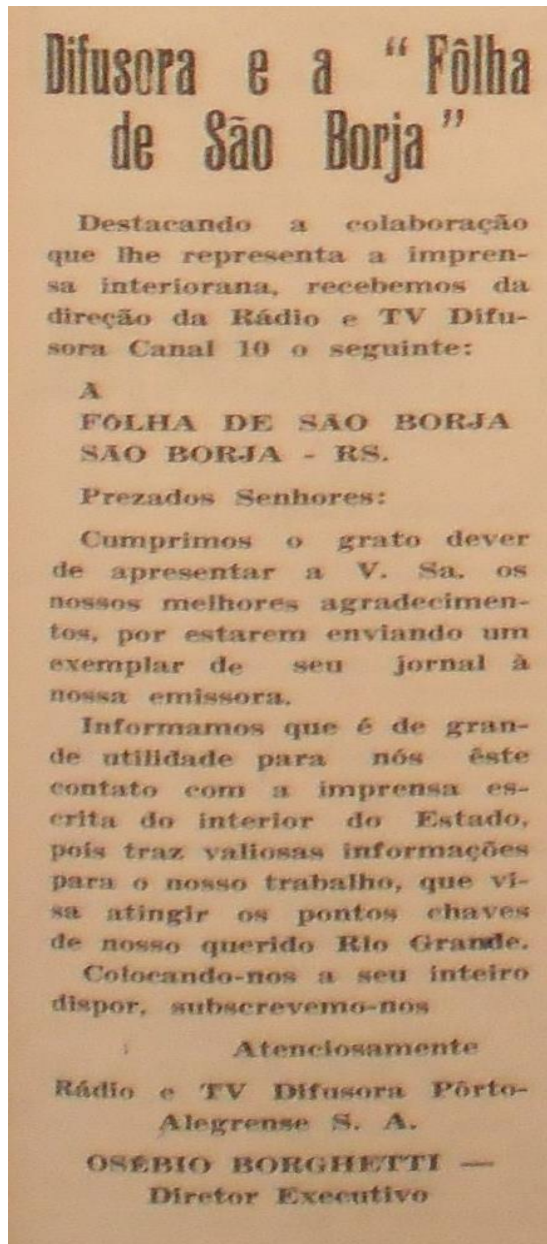 Difusora e a “Fôlha
de São Borja”
Destacando a colaboração
que lhe representa a impren-
sa interiorana, recebemos da
direção da Rádio e TV Difu-
sora Canal 10 o seguinte:
A
FÔLHA DE SÃO BORJA
SÃO BORJA - RS.
Prezados Senhores:
Cumprimos o grato dever
de apresentar a V. Sa. os
nossos melhores agradecimen-
tos, por estarem enviando um
exemplar de seu jornal à
nossa emissora.
Informamos que é de gran-
de utilidade para nós êste
contato com a imprensa es-
crita do interior do Estado,
pois traz valiosas informações
para o nosso trabalho, que vi-
sa atingir os pontos chaves
de nosso querido Rio Grande.
Colocando-nos a seu inteiro
dispor, subscrevemo-nos
Atenciosamente
Rádio e TV Difusora Pôrto-
Alegrense S. A.
OSÉBIO BORGHETTI —
Diretor Executivo